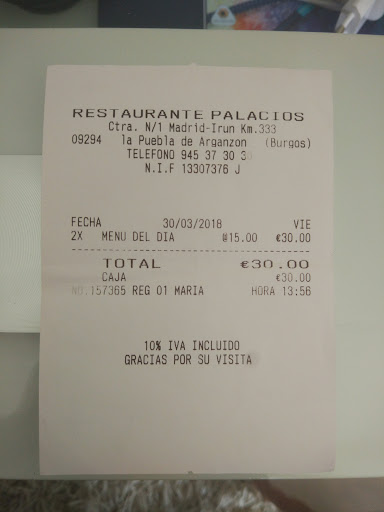 RESTAURANTE PALACIOS
Ctra. N/1 Madrid-Irun Km.333
09294 la Puebla de Arganzon (Burgos)
TELEFONO 945 37 30 3
N.I.F 13307376 J
FECHA 30/03/2018 VIE
2X MENU DEL DIA @15.00 €30.00
TOTAL €30.00
CAJA €30.00
NO.157365 REG 01 MARIA HORA 13:56
10% IVA INCLUIDO
GRACIAS POR SU VISITA